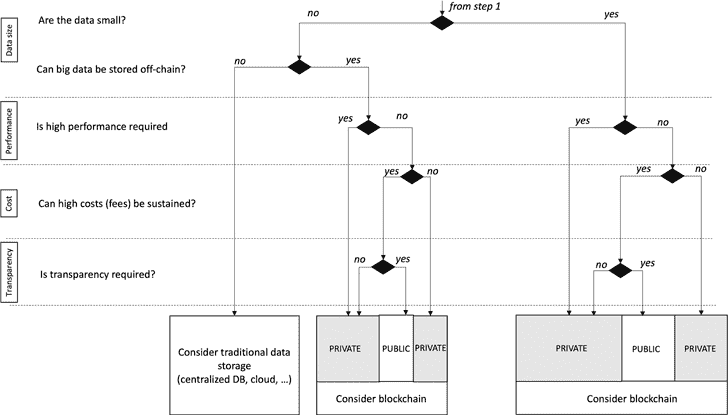 from step 1
Data size
Are the data small?
no
yes
Can big data be stored off-chain?
no
yes
Performance
Is high performance required
yes
no
yes
no
Cost
Can high costs (fees) be sustained?
yes
no
yes
no
Transparency
Is transparency required?
no
yes
no
yes
Consider traditional data
storage
(centralized DB, cloud, …)
PRIVATE
PUBLIC
PRIVATE
Consider blockchain
PRIVATE
PUBLIC
PRIVATE
Consider blockchain